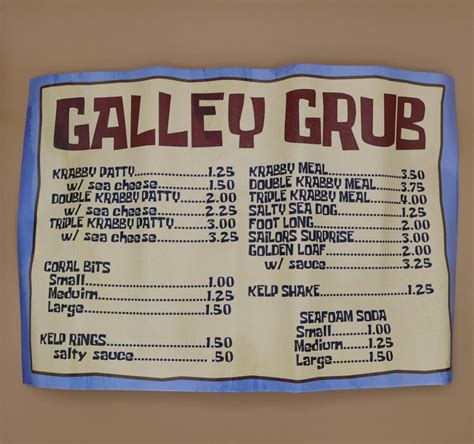 GALLEY GRUB
KRABBY PATTY..................1.25
w/ sea cheese..............1.50
DOUBLE KRABBY PATTY......2.00
w/ sea cheese..............2.25
TRIPLE KRABBY PATTY.......3.00
w/ sea cheese..............3.25
CORAL BITS
Small.........................1.00
Meduim.....................1.25
Large.........................1.50
KELP RINGS....................1.50
salty sauce....................50
KRABBY MEAL..................3.50
DOUBLE KRABBY MEAL.......3.75
TRIPLE KRABBY MEAL........4.00
SALTY SEA DOG...............1.25
FOOT LONG.....................2.00
SAILORS SURPRISE...........3.00
GOLDEN LOAF..................2.00
w/ sauce...................3.25
KELP SHAKE....................1.25
SEAFOAM SODA
Small............1.00
Medium.........1.25
Large............1.50